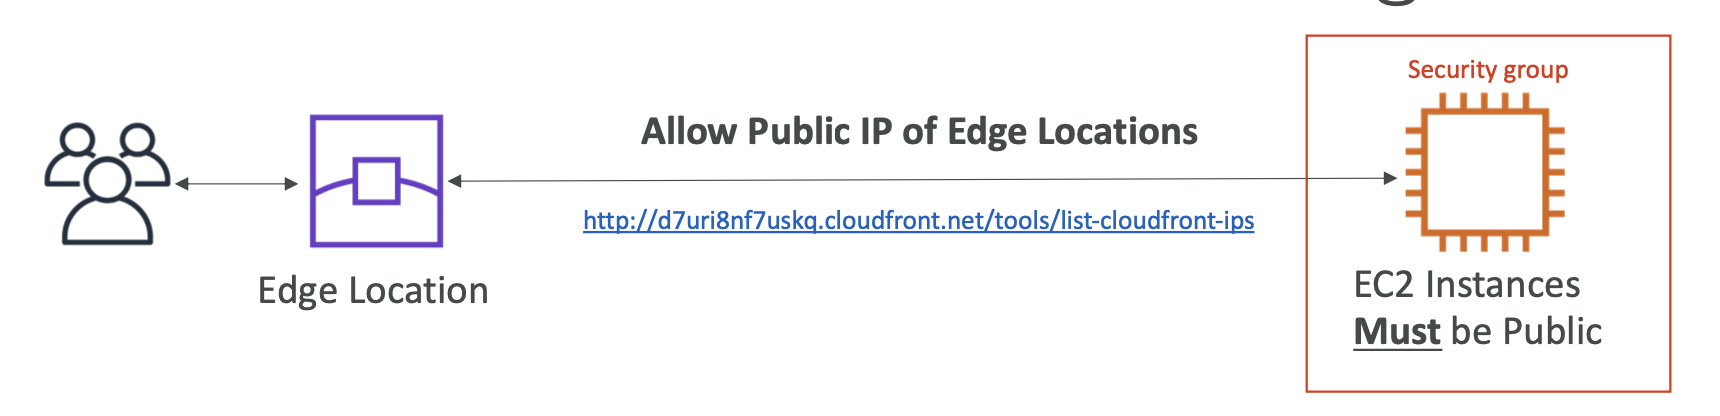 Security group
Allow Public IP of Edge Locations
http://d7uri8nf7uskq.cloudfront.net/tools/list-cloudfront-ips
Edge Location
EC2 Instances
Must be Public